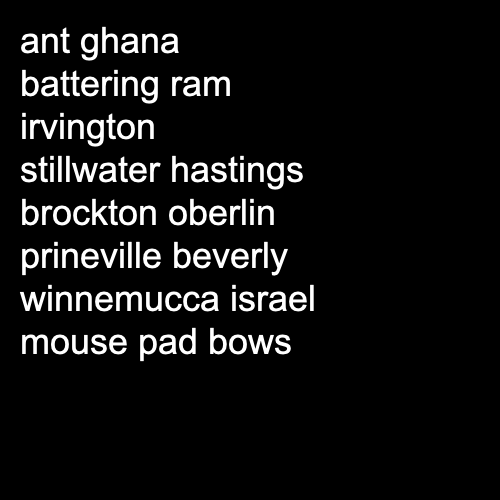 ant ghana
battering ram
irvington
stillwater hastings
brockton oberlin
prineville beverly
winnemucca israel
mouse pad bows